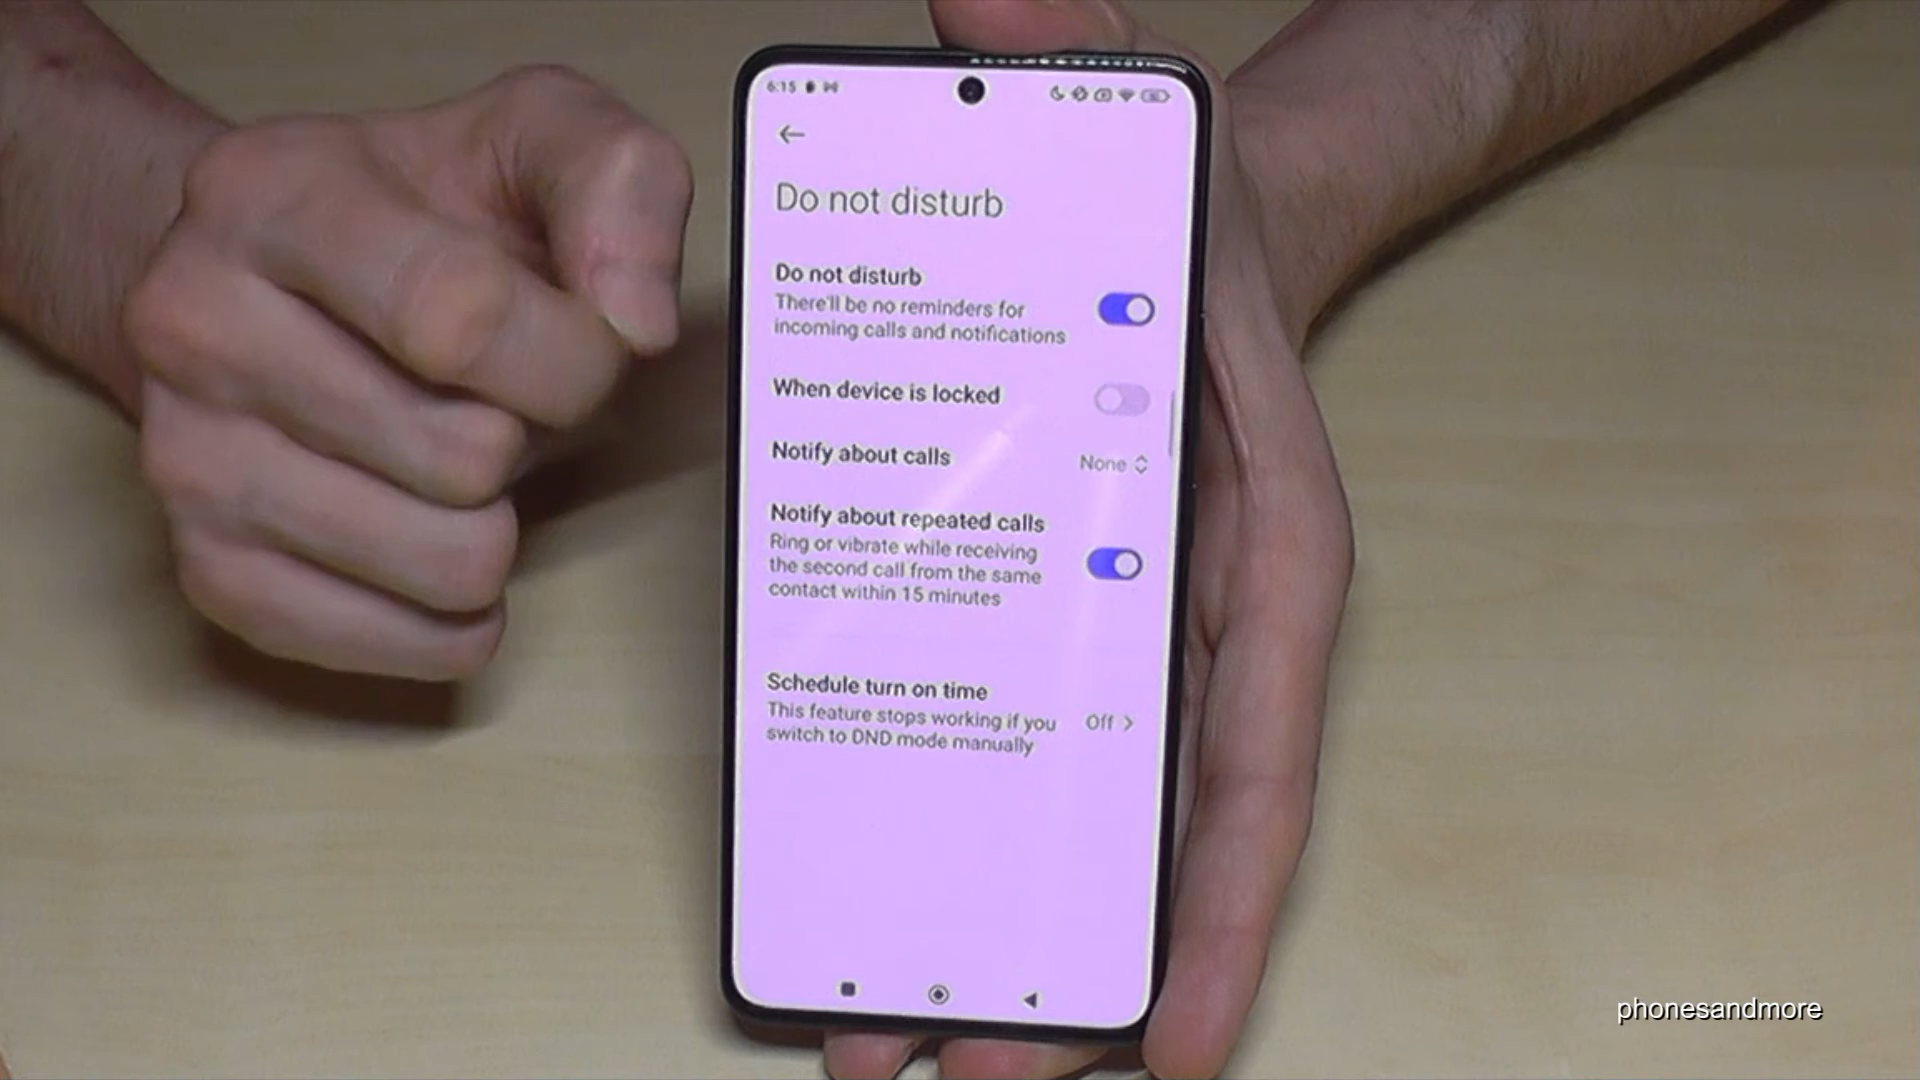 6:15
Do not disturb
Do not disturb
There'll be no reminders for
incoming calls and notifications
When device is locked
Notify about calls
None
Notify about repeated calls
Ring or vibrate while receiving
the second call from the same
contact within 15 minutes
Schedule turn on time
This feature stops working if you
switch to DND mode manually
Off
phonesandmore